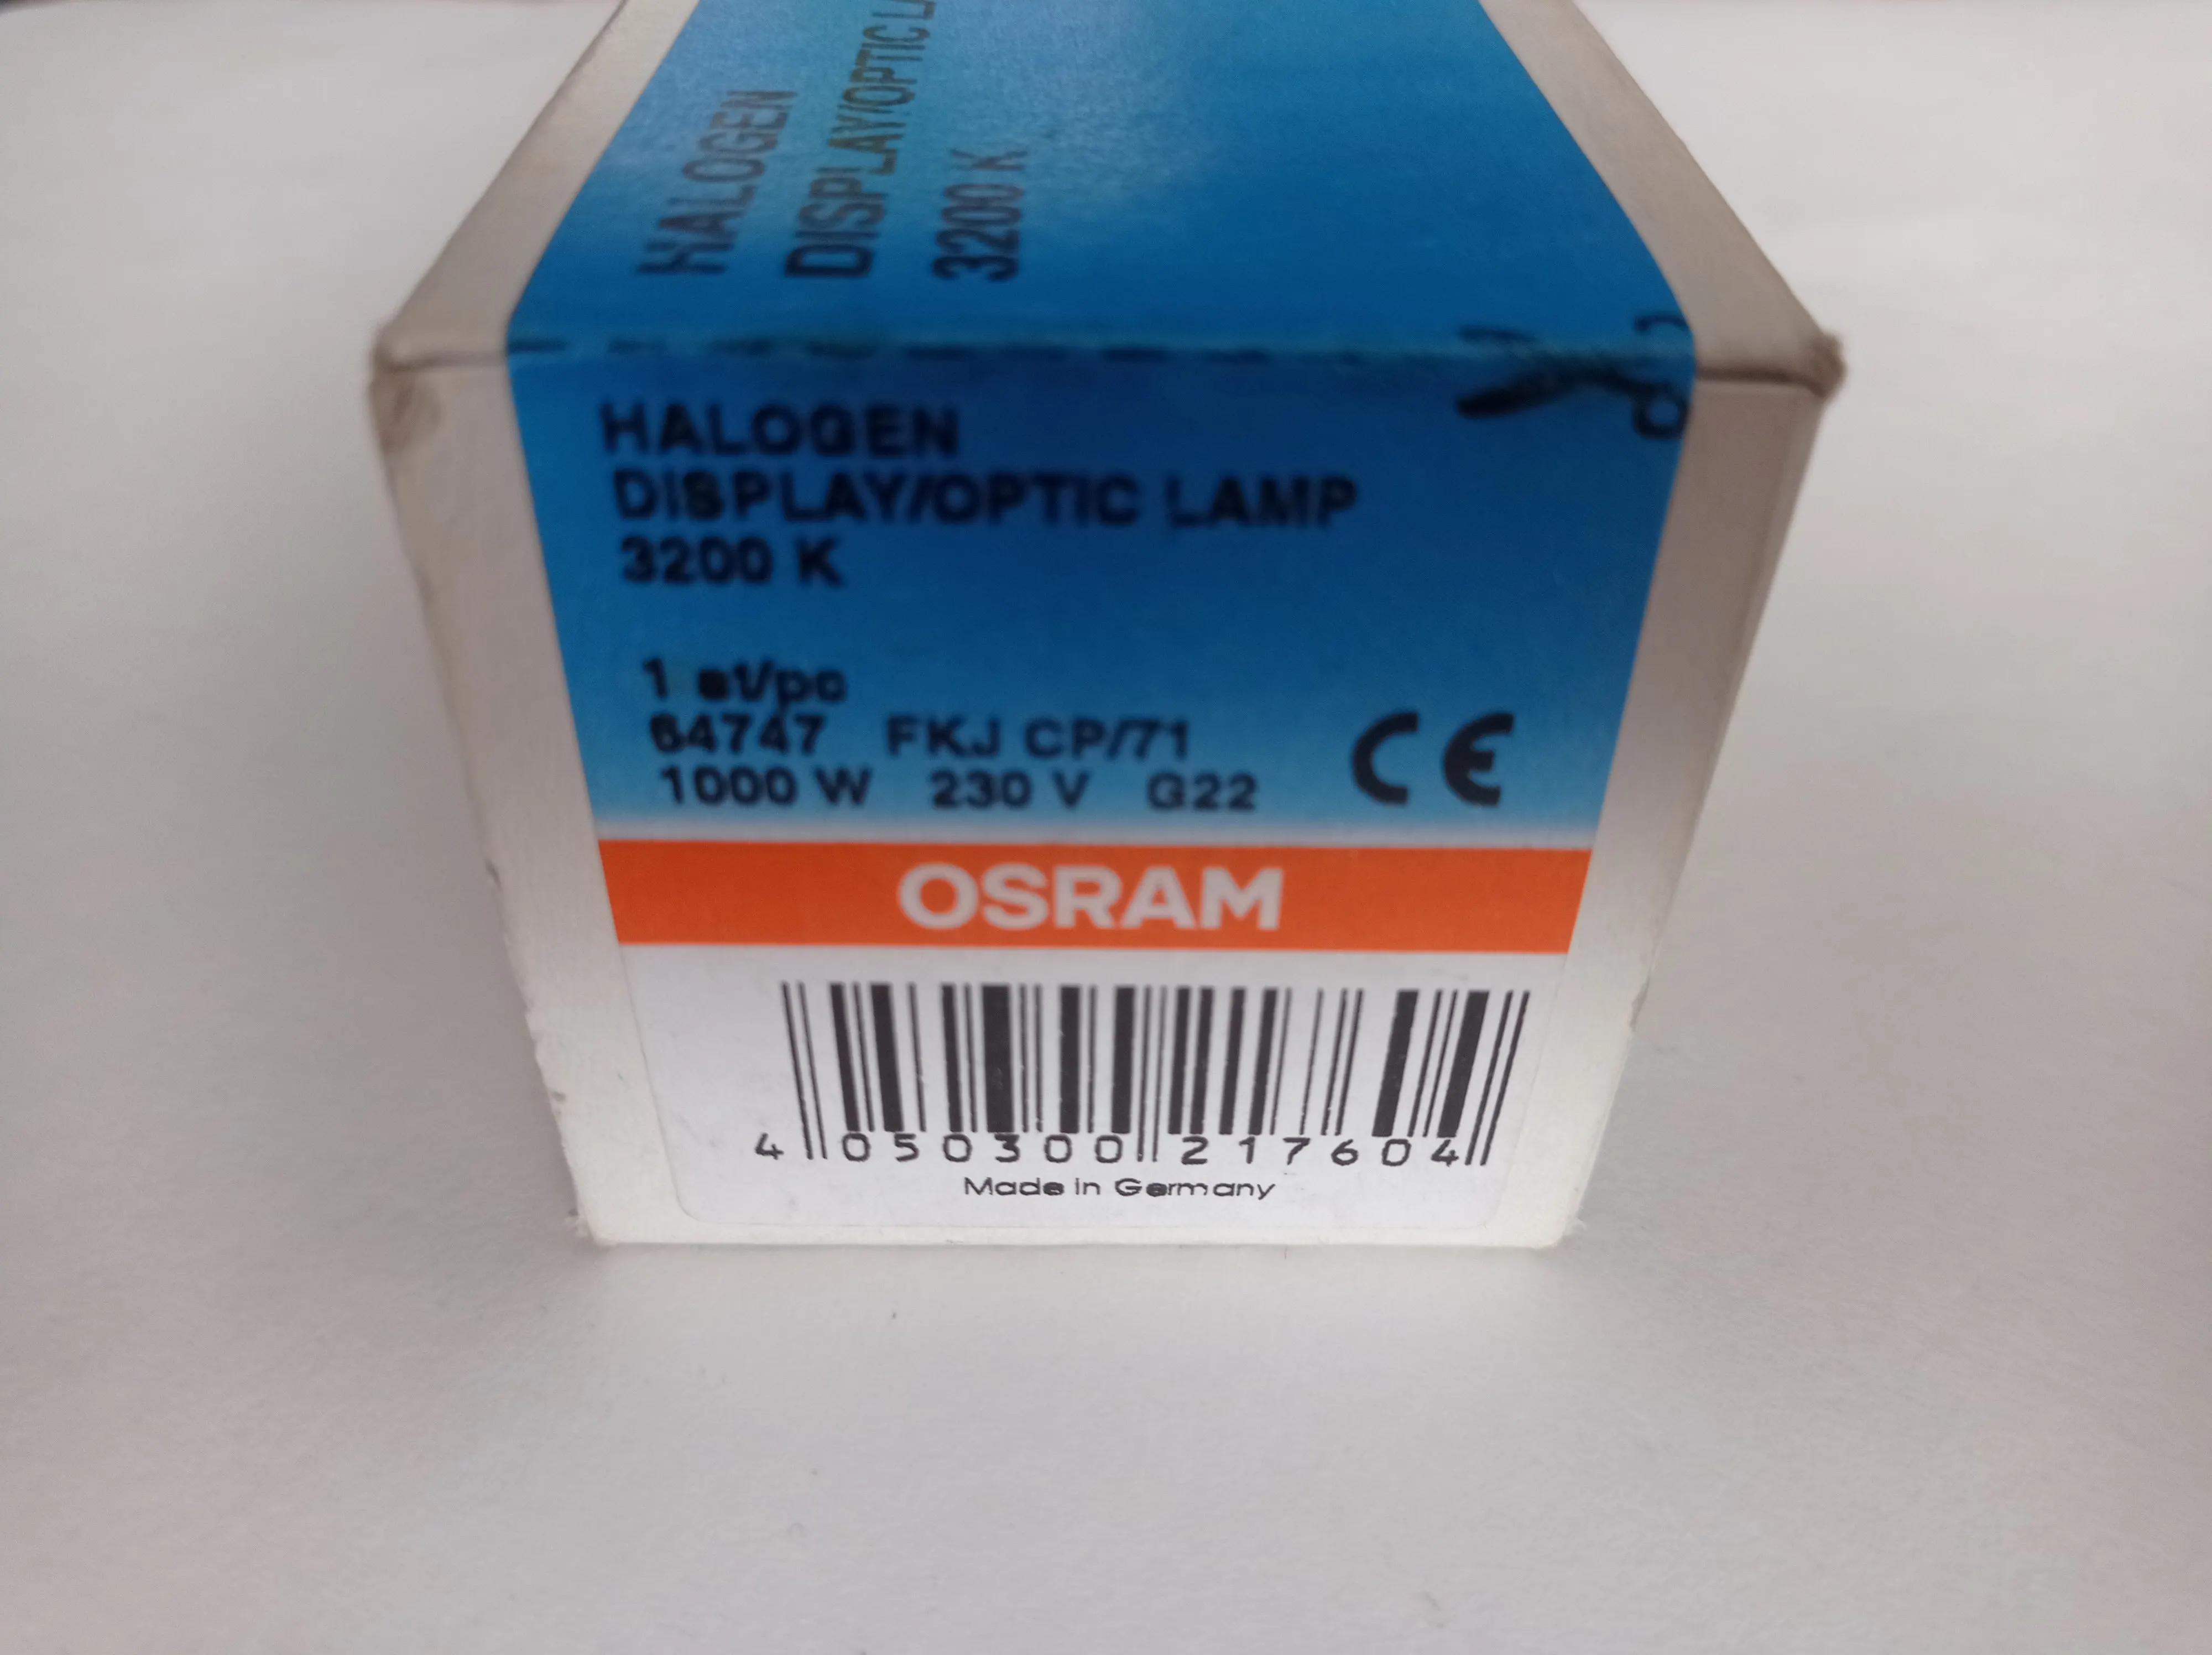 HALOGEN
DISPLAY/OPTIC
3200 K
HALOGEN
DISPLAY/OPTIC LAMP
3200 K
1 st/pc
64747 FKJ CP/71
1000 W 230 V G22
CE
OSRAM
4 050300 217604
Made in Germany